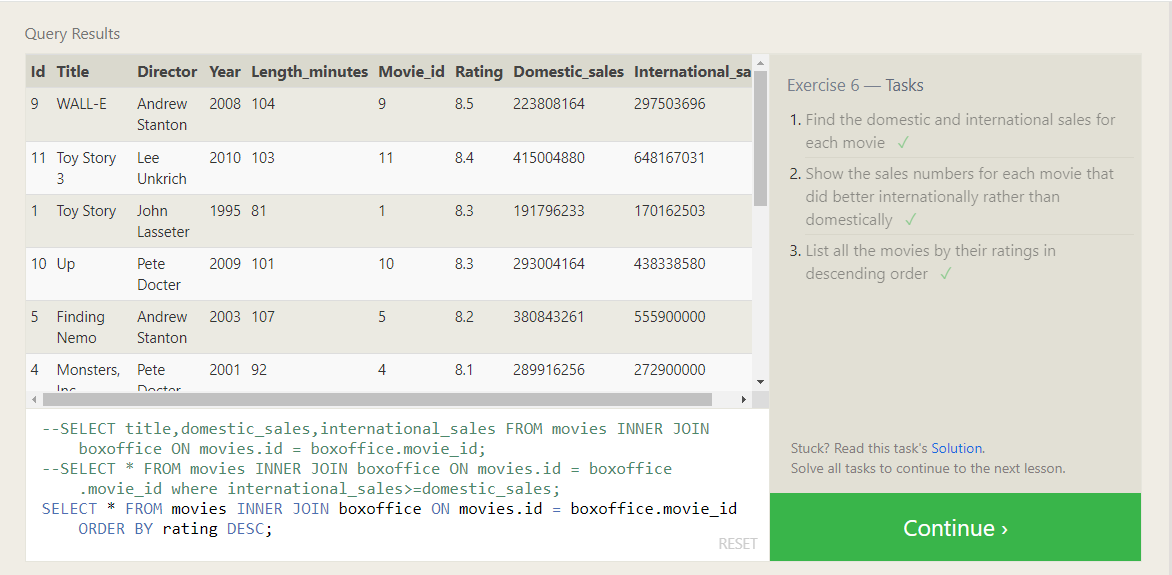 Query Results
Id Title Director Year Length_minutes Movie_id Rating Domestic_sales International_sa
9 WALL-E Andrew Stanton 2008 104 9 8.5 223808164 297503696
11 Toy Story 3 Lee Unkrich 2010 103 11 8.4 415004880 648167031
1 Toy Story John Lasseter 1995 81 1 8.3 191796233 170162503
10 Up Pete Docter 2009 101 10 8.3 293004164 438338580
5 Finding Nemo Andrew Stanton 2003 107 5 8.2 380843261 555900000
4 Monsters, Inc. Pete Docter 2001 92 4 8.1 289916256 272900000
--SELECT title,domestic_sales,international_sales FROM movies INNER JOIN
boxoffice ON movies.id = boxoffice.movie_id;
--SELECT * FROM movies INNER JOIN boxoffice ON movies.id = boxoffice
.movie_id where international_sales>=domestic_sales;
SELECT * FROM movies INNER JOIN boxoffice ON movies.id = boxoffice.movie_id
ORDER BY rating DESC;
RESET
Exercise 6 — Tasks
1. Find the domestic and international sales for
each movie ✓
2. Show the sales numbers for each movie that
did better internationally rather than
domestically ✓
3. List all the movies by their ratings in
descending order ✓
Stuck? Read this task's Solution.
Solve all tasks to continue to the next lesson.
Continue ›